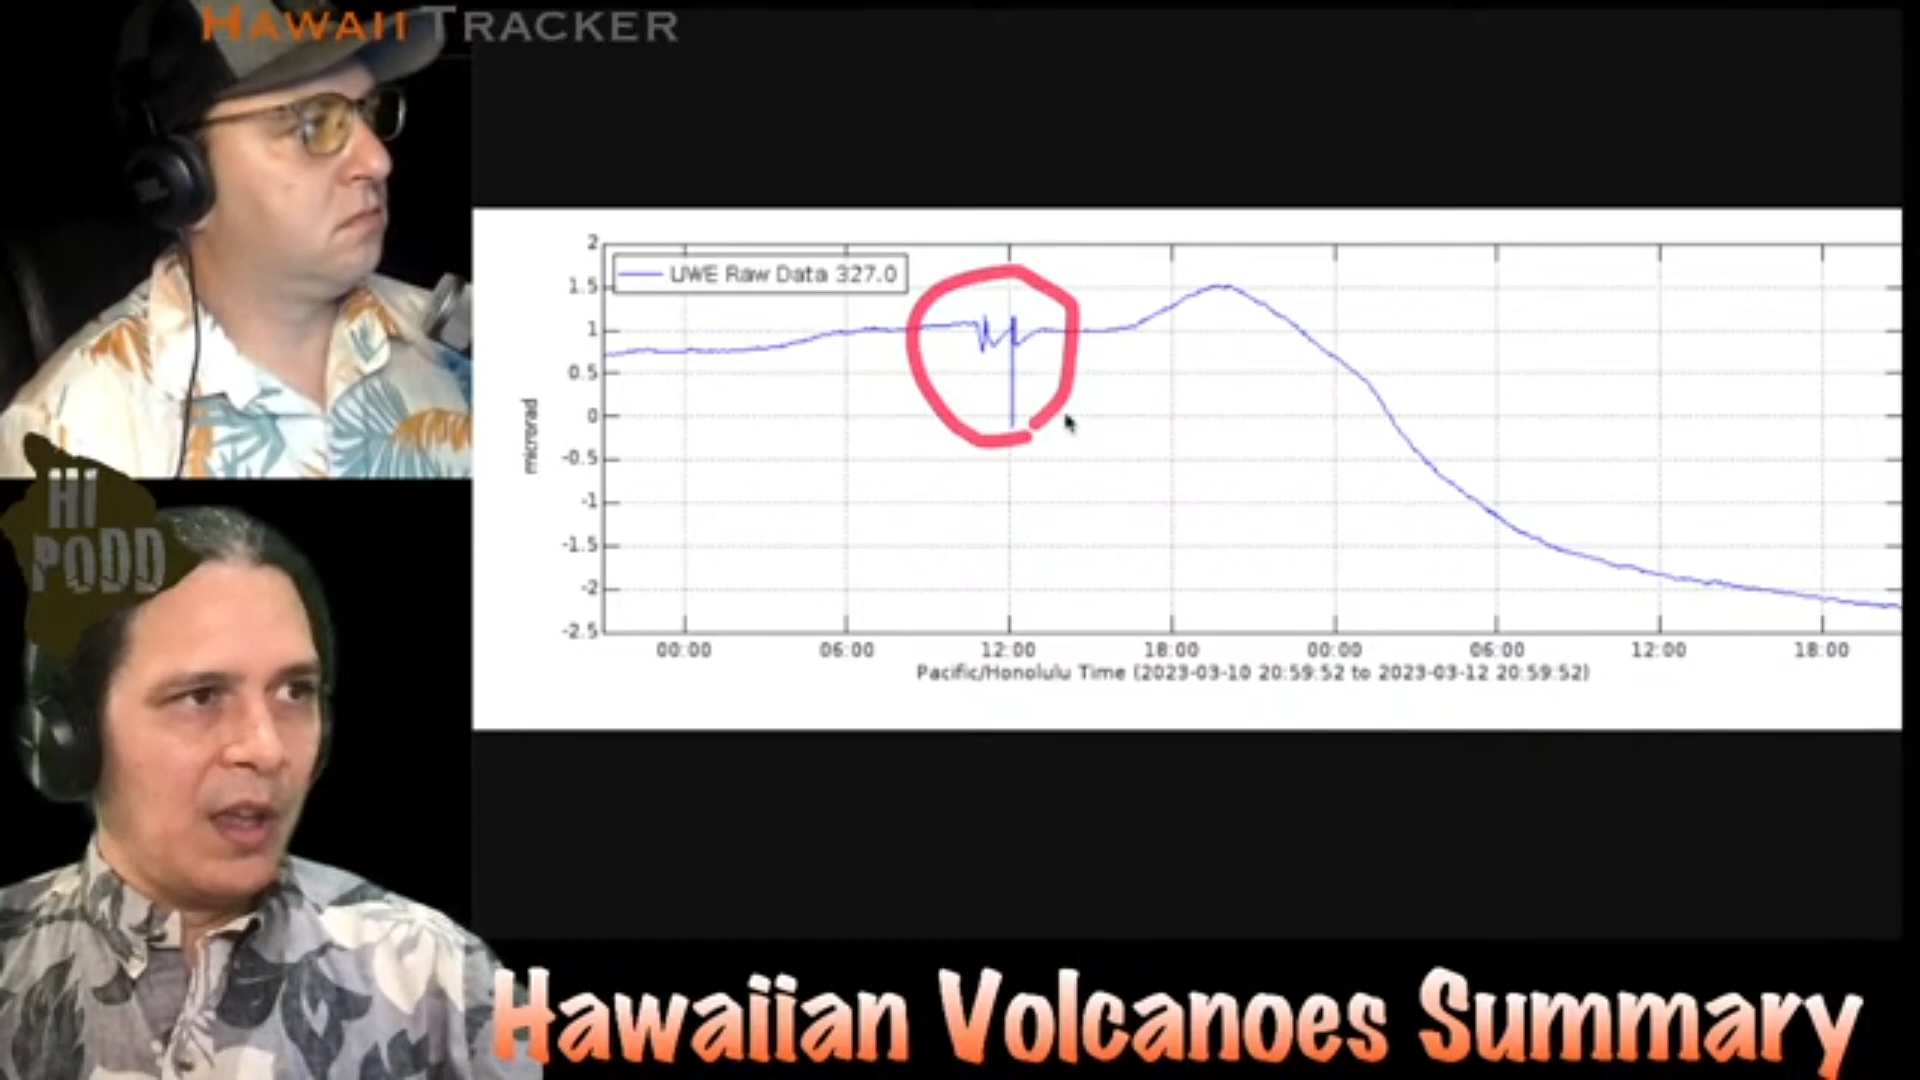 HAWAII TRACKER
UWE Raw Data 327.0
2
1.5
1
0.5
0
-0.5
-1
-1.5
-2
-2.5
microrad
00:00 06:00 12:00 18:00 00:00 06:00 12:00 18:00
Pacific/Honolulu Time (2023-03-10 20:59:52 to 2023-03-12 20:59:52)
HI
PODD
Hawaiian Volcanoes Summary